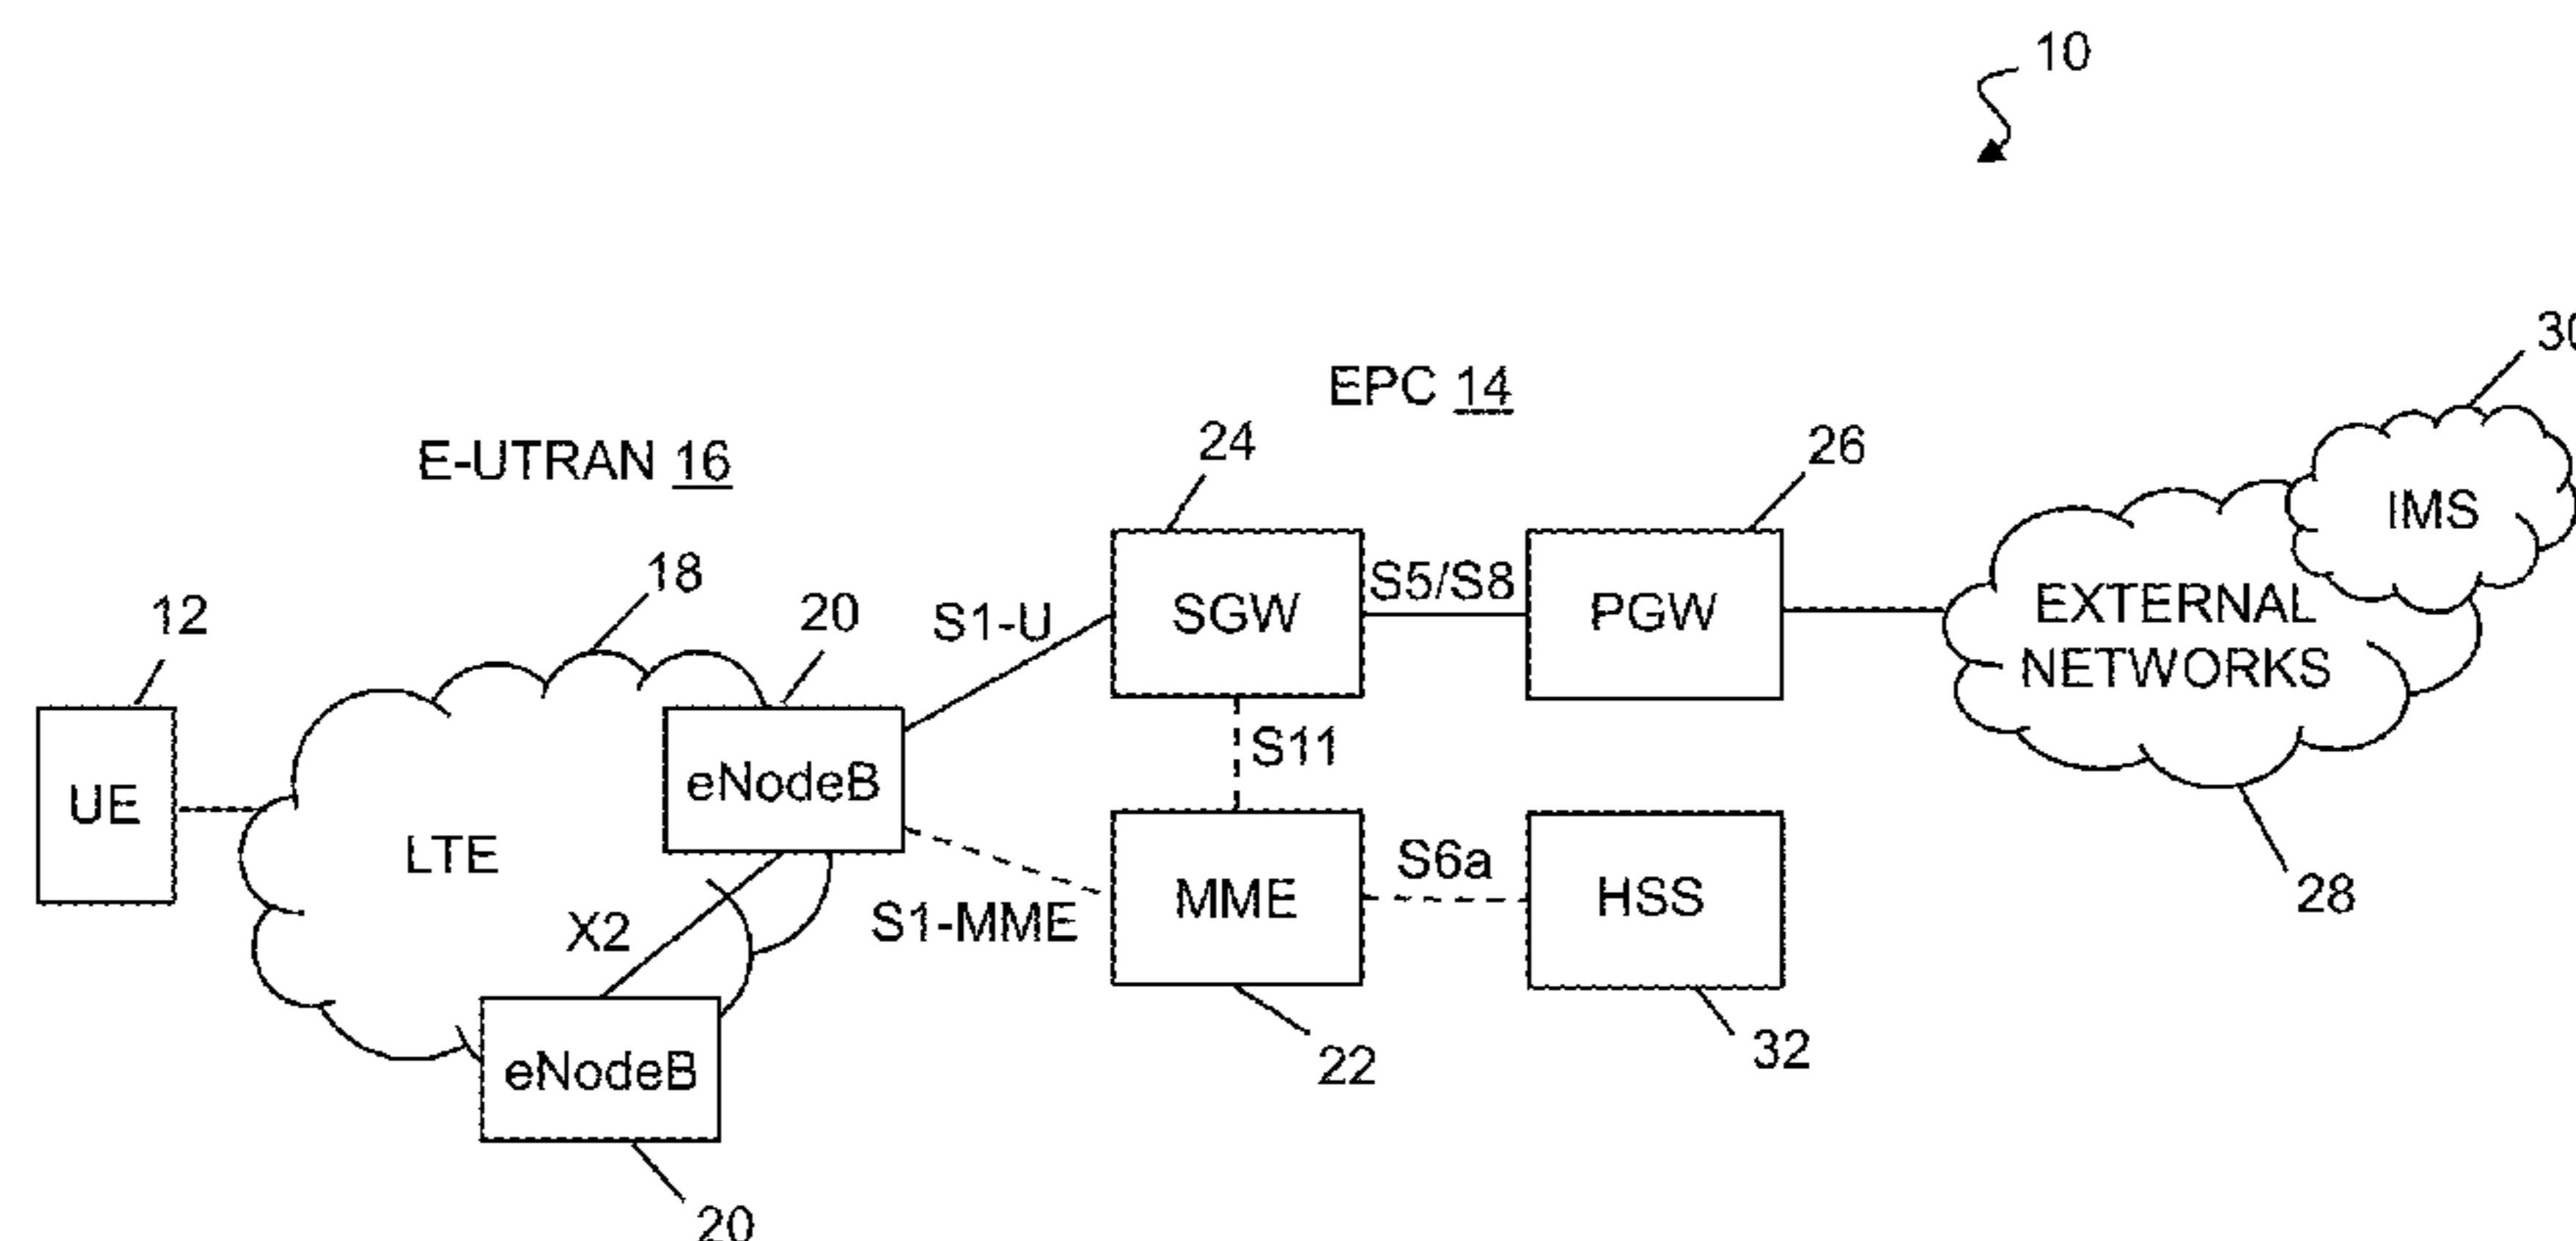 10
30
EPC 14
E-UTRAN 16
24
26
IMS
18
12
20
S1-U
SGW
S5/S8
PGW
EXTERNAL
NETWORKS
S11
UE
eNodeB
LTE
S6a
MME
HSS
28
X2
S1-MME
eNodeB
22
32
20